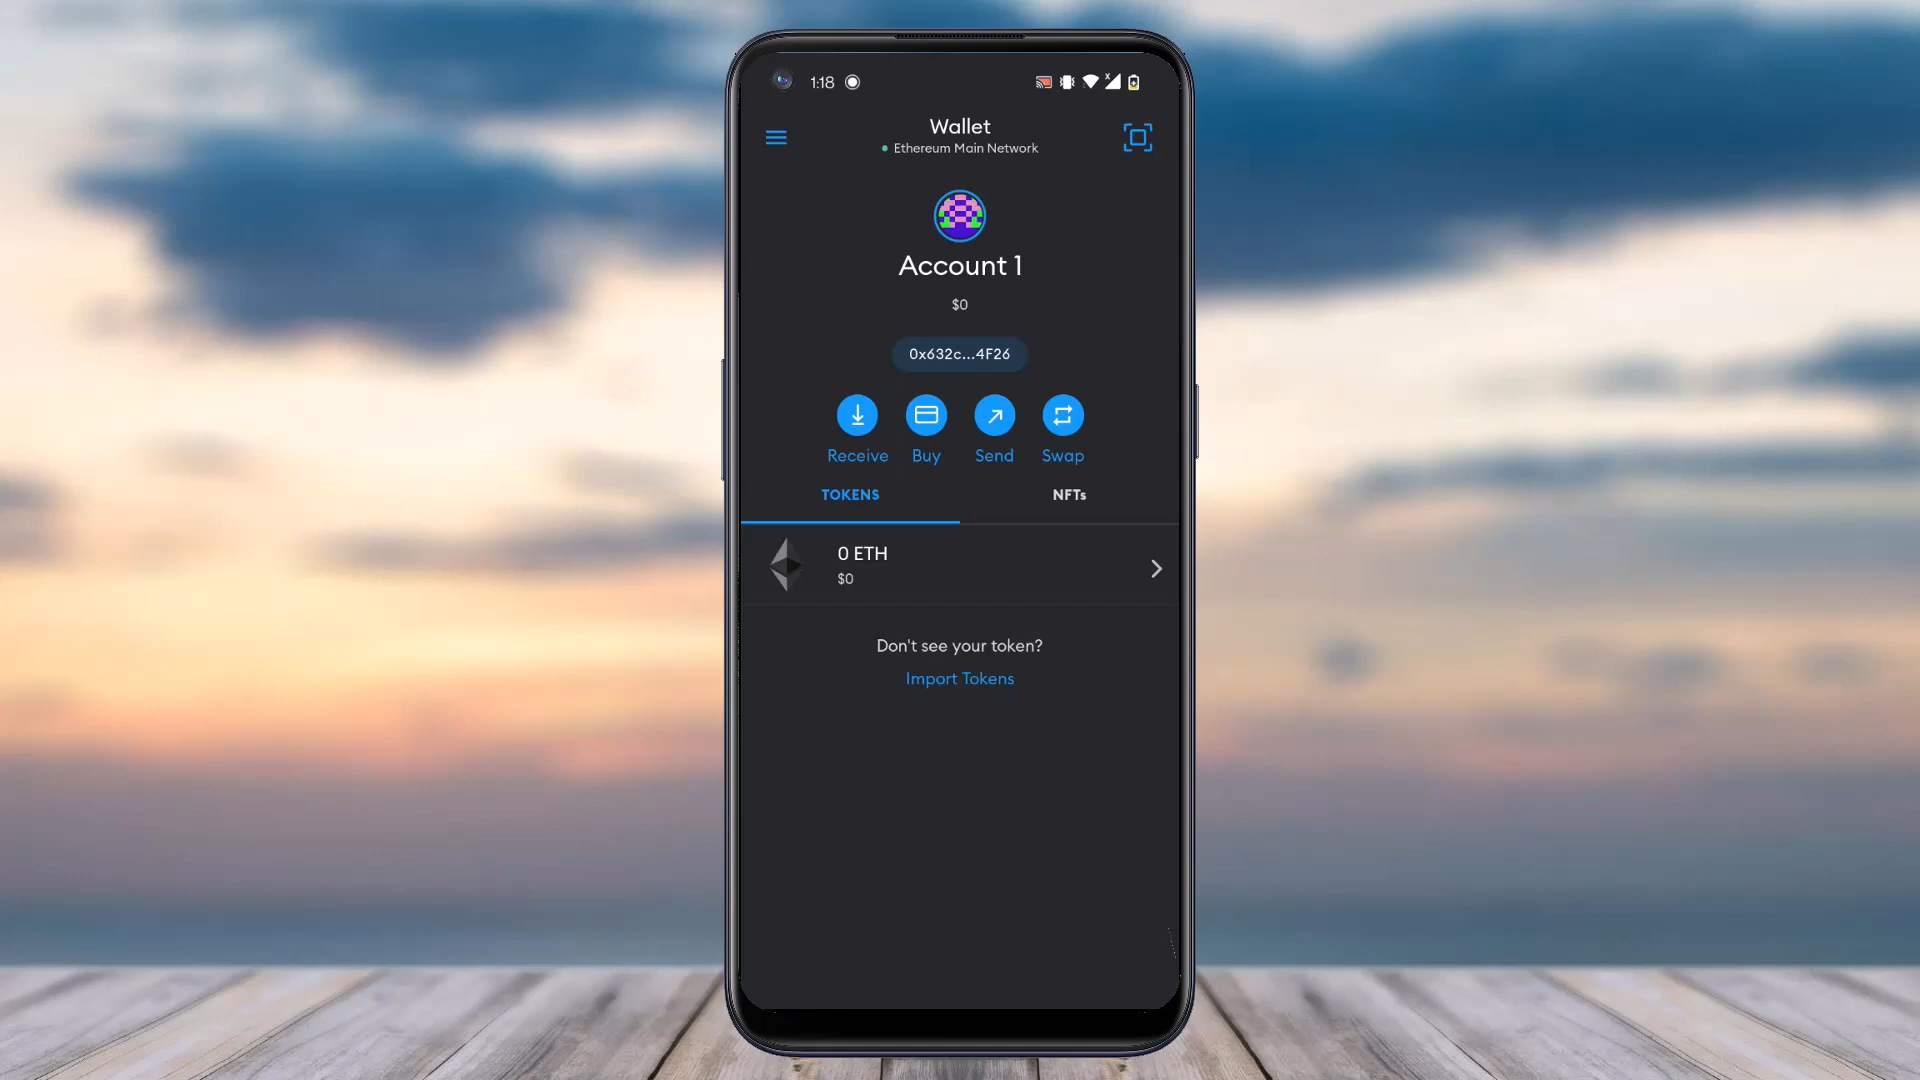 1:18
Wallet
Ethereum Main Network
Account 1
$0
0x632c...4F26
Receive Buy Send Swap
TOKENS NFTs
0 ETH
$0
Don't see your token?
Import Tokens